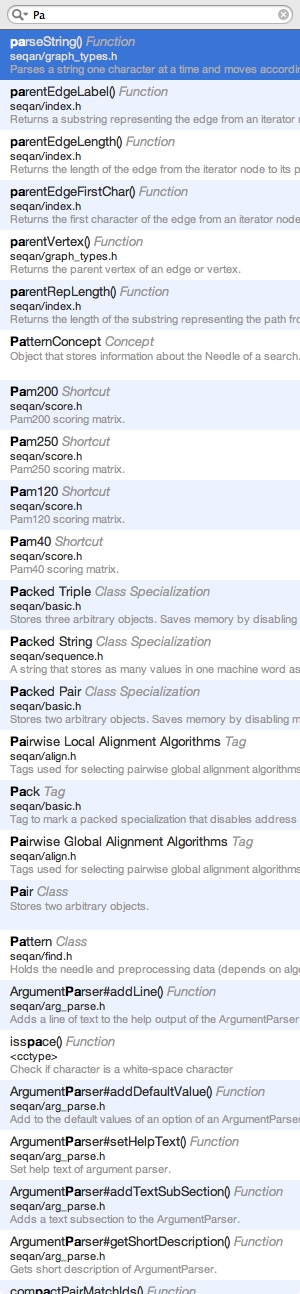 Pa
parseString() Function
seqan/graph_types.h
Parses a string one character at a time and moves accordin
parentEdgeLabel() Function
seqan/index.h
Returns a substring representing the edge from an iterator
parentEdgeLength() Function
seqan/index.h
Returns the length of the edge from the iterator node to its p
parentEdgeFirstChar() Function
seqan/index.h
Returns the first character of the edge from an iterator node
parentVertex() Function
seqan/graph_types.h
Returns the parent vertex of an edge or vertex.
parentRepLength() Function
seqan/index.h
Returns the length of the substring representing the path fro
PatternConcept Concept
Object that stores information about the Needle of a search.
Pam200 Shortcut
seqan/score.h
Pam200 scoring matrix.
Pam250 Shortcut
seqan/score.h
Pam250 scoring matrix.
Pam120 Shortcut
seqan/score.h
Pam120 scoring matrix.
Pam40 Shortcut
seqan/score.h
Pam40 scoring matrix.
Packed Triple Class Specialization
seqan/basic.h
Stores three arbitrary objects. Saves memory by disabling
Packed String Class Specialization
seqan/sequence.h
A string that stores as many values in one machine word as
Packed Pair Class Specialization
seqan/basic.h
Stores two arbitrary objects. Saves memory by disabling m
Pairwise Local Alignment Algorithms Tag
seqan/align.h
Tags used for selecting pairwise global alignment algorithms
Pack Tag
seqan/basic.h
Tag to mark a packed specialization that disables address
Pairwise Global Alignment Algorithms Tag
seqan/align.h
Tags used for selecting pairwise global alignment algorithms
Pair Class
Stores two arbitrary objects.
Pattern Class
seqan/find.h
Holds the needle and preprocessing data (depends on algo
ArgumentParser#addLine() Function
seqan/arg_parse.h
Adds a line of text to the help output of the ArgumentParser
isspace() Function
<cctype>
Check if character is a white-space character
ArgumentParser#addDefaultValue() Function
seqan/arg_parse.h
Add to the default values of an option of an ArgumentParser
ArgumentParser#setHelpText() Function
seqan/arg_parse.h
Set help text of argument parser.
ArgumentParser#addTextSubSection() Function
seqan/arg_parse.h
Adds a text subsection to the ArgumentParser.
ArgumentParser#getShortDescription() Function
seqan/arg_parse.h
Gets short description of ArgumentParser.
compactPairMatchIds() Function